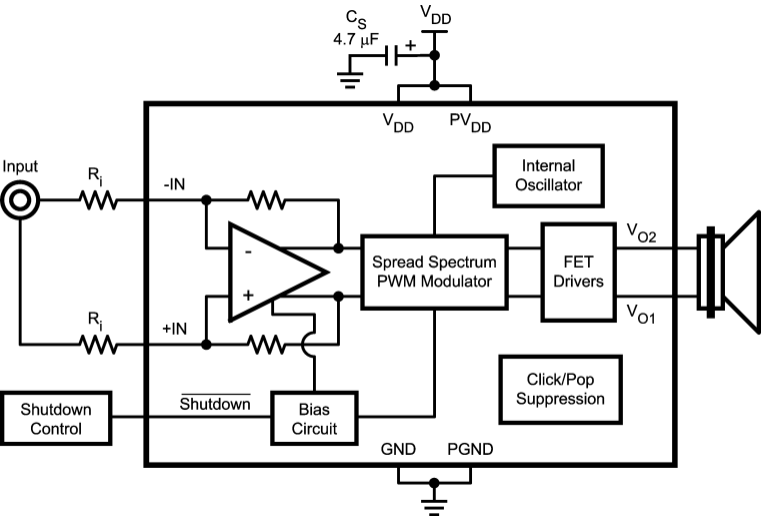 C_S
4.7 µF
+
V_DD
V_DD
PV_DD
Input
R_i
-IN
Internal
Oscillator
-
+
Spread Spectrum
PWM Modulator
FET
Drivers
V_O2
V_O1
R_i
+IN
Click/Pop
Suppression
Shutdown
Control
Shutdown
Bias
Circuit
GND
PGND